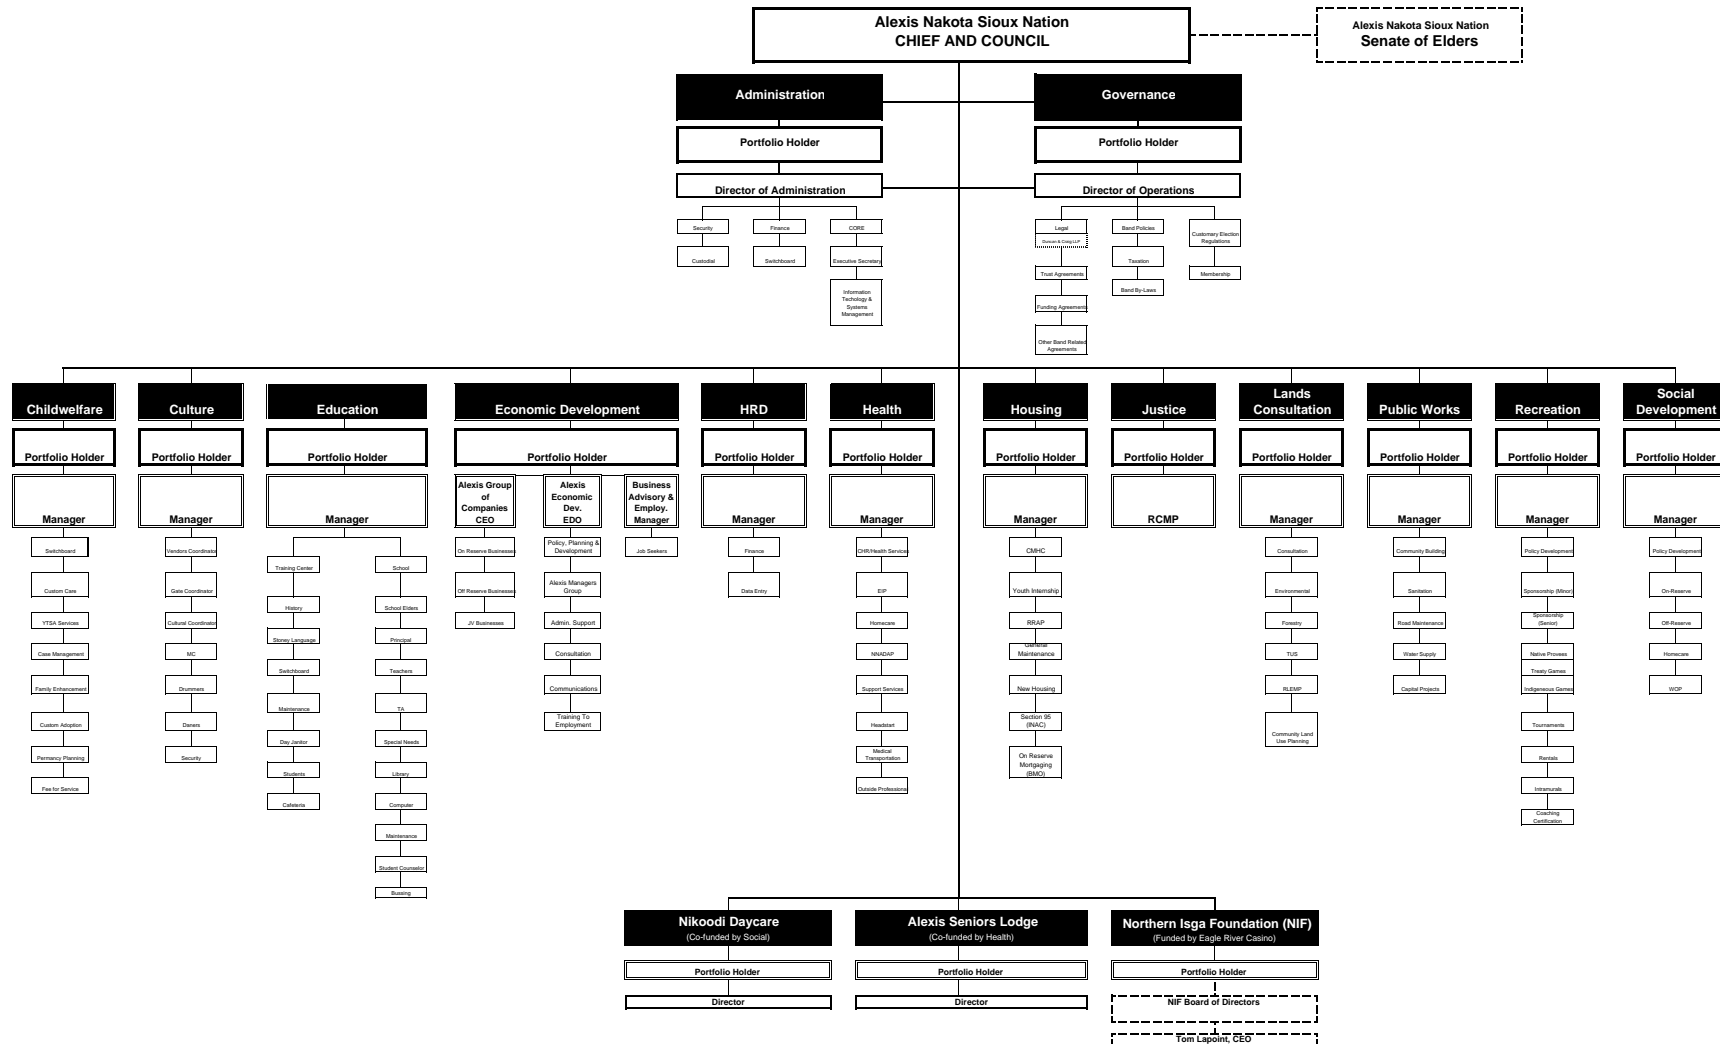 Alexis Nakota Sioux Nation
CHIEF AND COUNCIL
Alexis Nakota Sioux Nation
Senate of Elders
Administration
Governance
Portfolio Holder
Portfolio Holder
Director of Administration
Director of Operations
Security
Custodial
Finance
Switchboard
CORE
Executive Secretary
Information
Techology &
Systems
Management
Legal
Duncan & Craig LLP
Trust Agreements
Funding Agreements
Other Band Related
Agreements
Band Policies
Taxation
Band By-Laws
Customary Election
Regulations
Membership
Childwelfare
Portfolio Holder
Manager
Switchboard
Custom Care
YTSA Services
Case Management
Family Enhancement
Custom Adoption
Permancy Planning
Fee for Service
Culture
Portfolio Holder
Manager
Vendors Coordinator
Gate Coordinator
Cultural Coordinator
MC
Drummers
Daners
Security
Education
Portfolio Holder
Manager
Training Center
History
Stoney Language
Switchboard
Maintenance
Day Janitor
Students
Cafeteria
School
School Elders
Principal
Teachers
TA
Special Needs
Library
Computer
Maintenance
Student Counselor
Bussing
Economic Development
Portfolio Holder
Alexis Group
of
Companies
CEO
On Reserve Businesses
Off Reserve Businesses
JV Businesses
Alexis
Economic
Dev.
EDO
Policy, Planning &
Development
Alexis Managers
Group
Admin. Support
Consultation
Communications
Training To
Employment
Business
Advisory &
Employ.
Manager
Job Seekers
HRD
Portfolio Holder
Manager
Finance
Data Entry
Health
Portfolio Holder
Manager
CHR/Health Services
EIP
Homecare
NNADAP
Support Services
Headstart
Medical
Transportation
Outside Professional
Housing
Portfolio Holder
Manager
CMHC
Youth Internship
RRAP
General
Maintenance
New Housing
Section 95
(INAC)
On Reserve
Mortgaging
(BMO)
Justice
Portfolio Holder
RCMP
Lands
Consultation
Portfolio Holder
Manager
Consultation
Environmental
Forestry
TUS
RLEMP
Community Land
Use Planning
Public Works
Portfolio Holder
Manager
Community Building
Sanitation
Road Maintenance
Water Supply
Capital Projects
Recreation
Portfolio Holder
Manager
Policy Development
Sponsorship (Minor)
Sponsorship
(Senior)
Native Provees
Treaty Games
Indigeneous Games
Tournaments
Rentals
Intramurals
Coaching
Certification
Social
Development
Portfolio Holder
Manager
Policy Development
On-Reserve
Off-Reserve
Homecare
WOP
Nikoodi Daycare
(Co-funded by Social)
Portfolio Holder
Director
Alexis Seniors Lodge
(Co-funded by Health)
Portfolio Holder
Director
Northern Isga Foundation (NIF)
(Funded by Eagle River Casino)
Portfolio Holder
NIF Board of Directors
Tom Lapoint, CEO